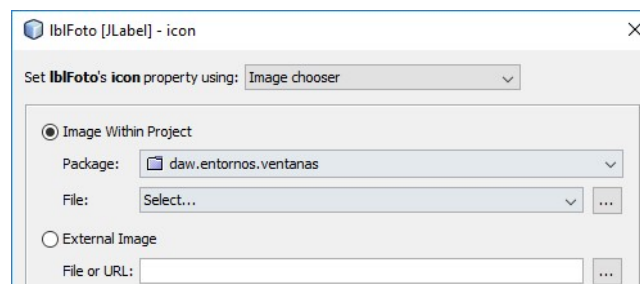 lblFoto [JLabel] - icon
Set lblFoto's icon property using: Image chooser
Image Within Project
Package: daw.entornos.ventanas
File: Select... ...
External Image
File or URL: ...